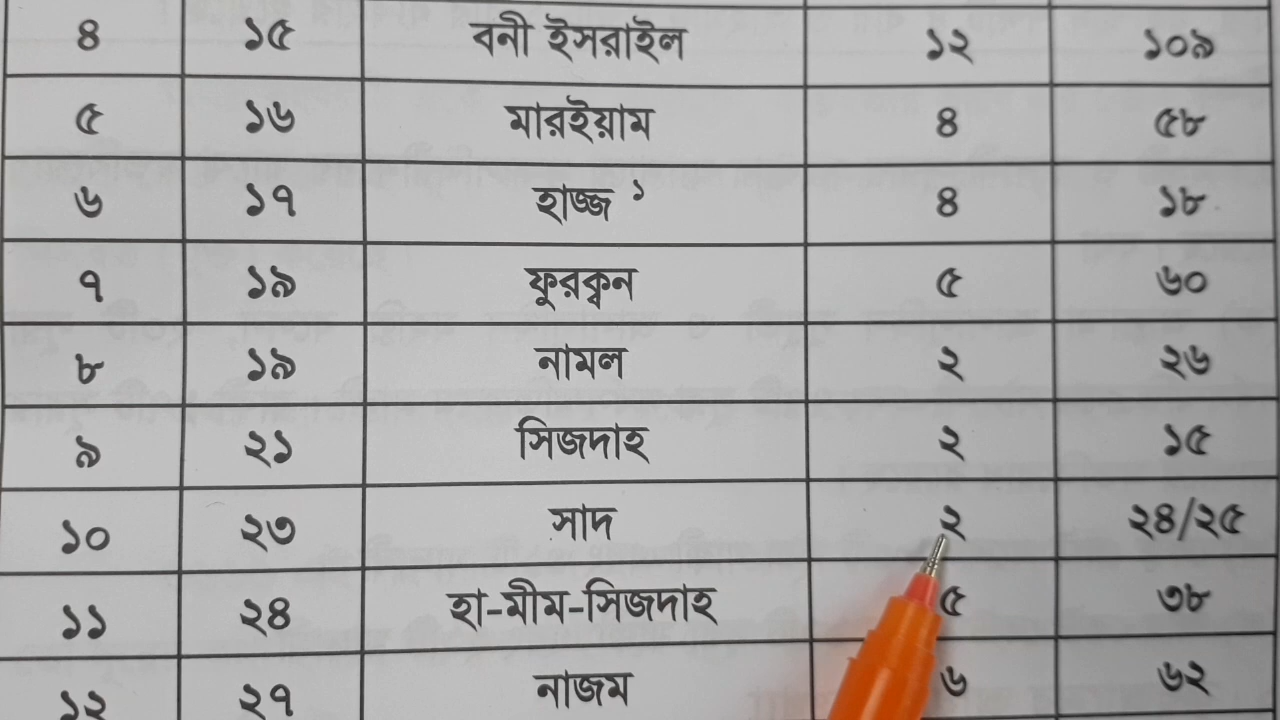 ৪ ১৫ বনী ইসরাইল ১২ ১০৯
৫ ১৬ মারইয়াম ৪ ৫৮
৬ ১৭ হাজ্জ ১ ৪ ১৮
৭ ১৯ ফুরক্বান ৫ ৬০
৮ ১৯ নামল ২ ২৬
৯ ২১ সিজদাহ ২ ১৫
১০ ২৩ সাদ ২ ২৪/২৫
১১ ২৪ হা-মীম-সিজদাহ ৫ ৩৮
১২ ২৭ নাজম ৬ ৬২